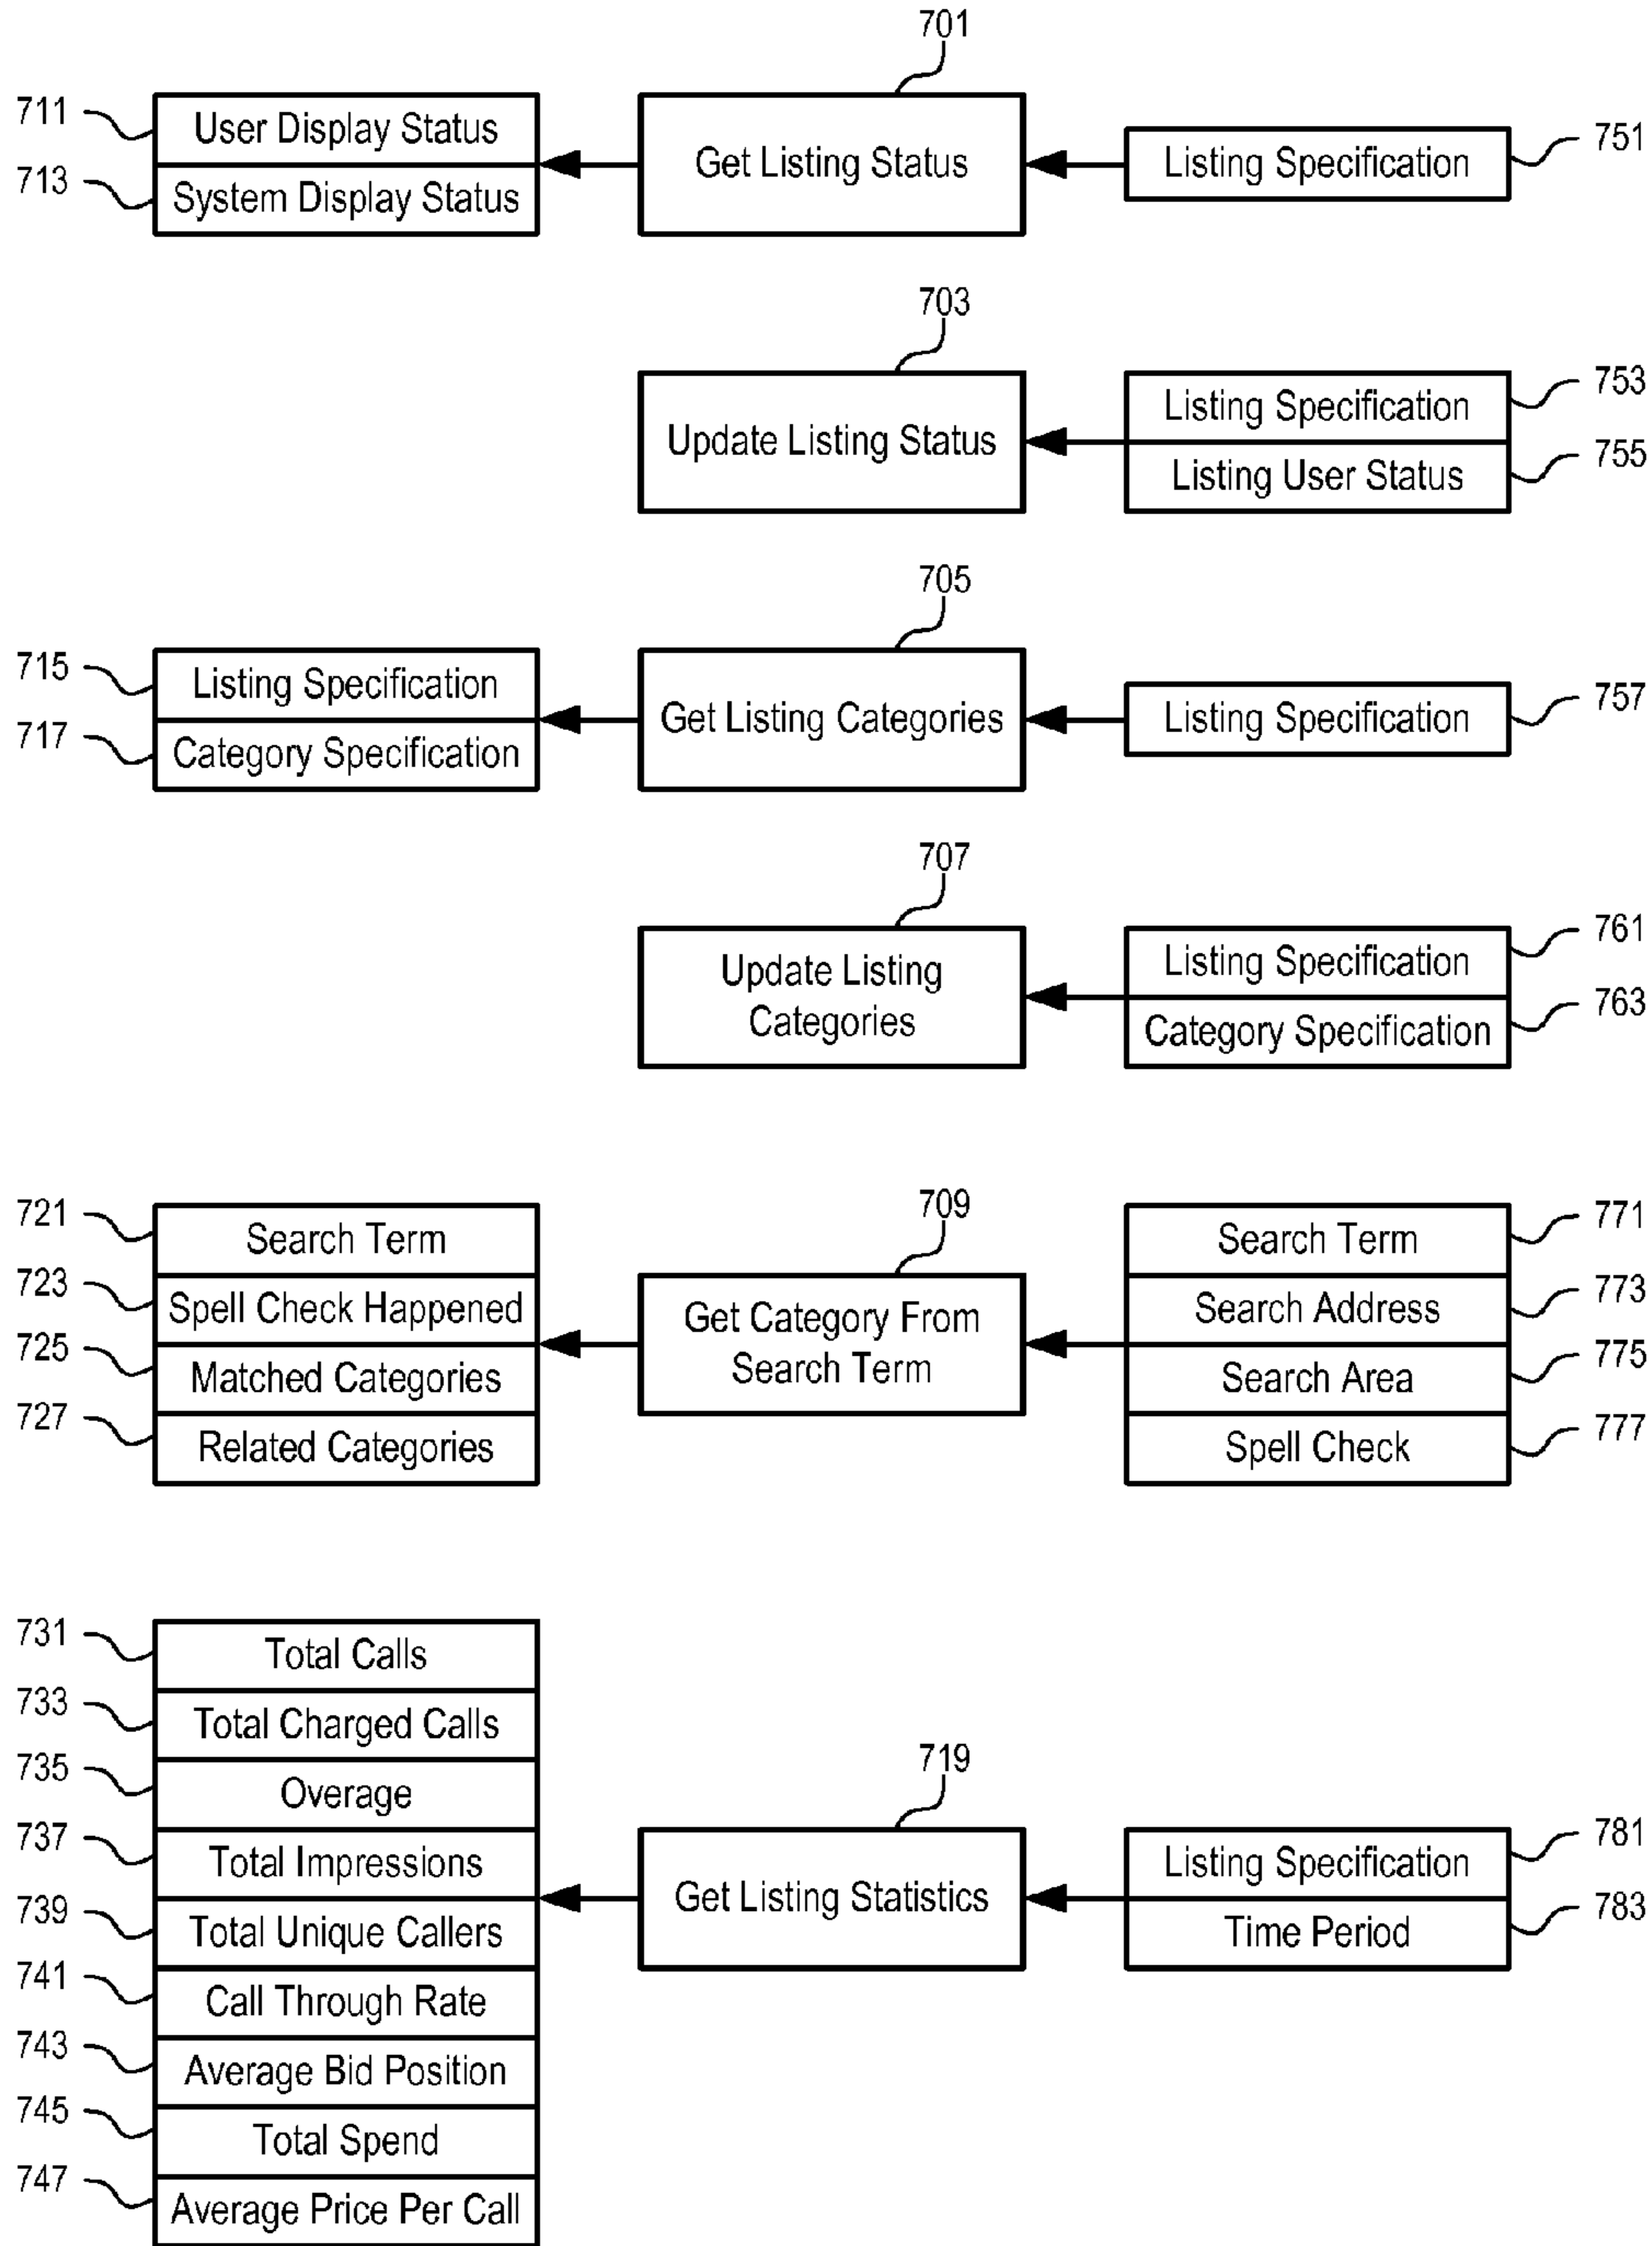 701
711
User Display Status
713
System Display Status
Get Listing Status
Listing Specification
751
703
Update Listing Status
Listing Specification
753
Listing User Status
755
705
715
Listing Specification
717
Category Specification
Get Listing Categories
Listing Specification
757
707
Update Listing
Categories
Listing Specification
761
Category Specification
763
721
Search Term
723
Spell Check Happened
725
Matched Categories
727
Related Categories
709
Get Category From
Search Term
Search Term
771
Search Address
773
Search Area
775
Spell Check
777
731
Total Calls
733
Total Charged Calls
735
Overage
737
Total Impressions
739
Total Unique Callers
741
Call Through Rate
743
Average Bid Position
745
Total Spend
747
Average Price Per Call
719
Get Listing Statistics
Listing Specification
781
Time Period
783